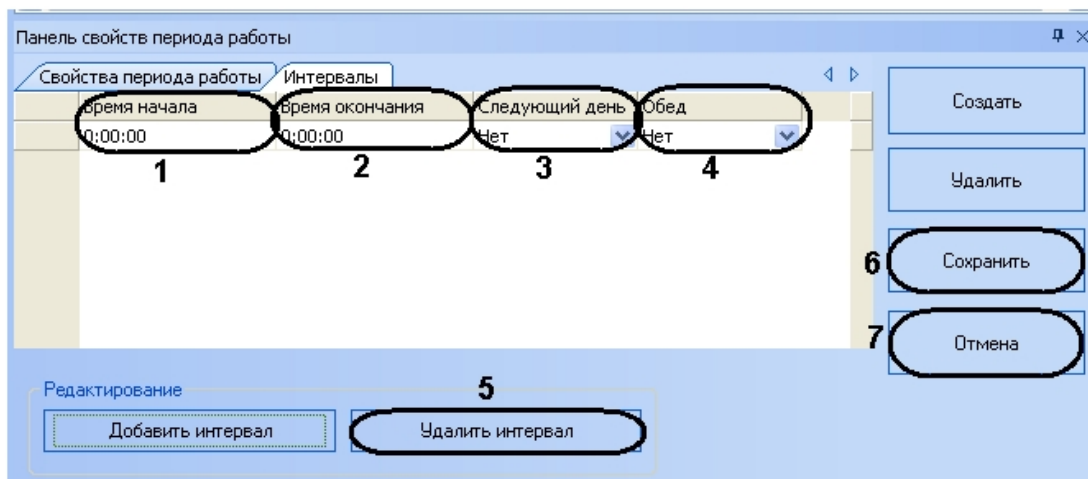 Панель свойств периода работы
Свойства периода работы Интервалы
Время начала Время окончания Следующий день Обед
0:00:00 0:00:00 Нет Нет
1 2 3 4
Создать
Удалить
6 Сохранить
7 Отмена
5
Редактирование
Добавить интервал Удалить интервал